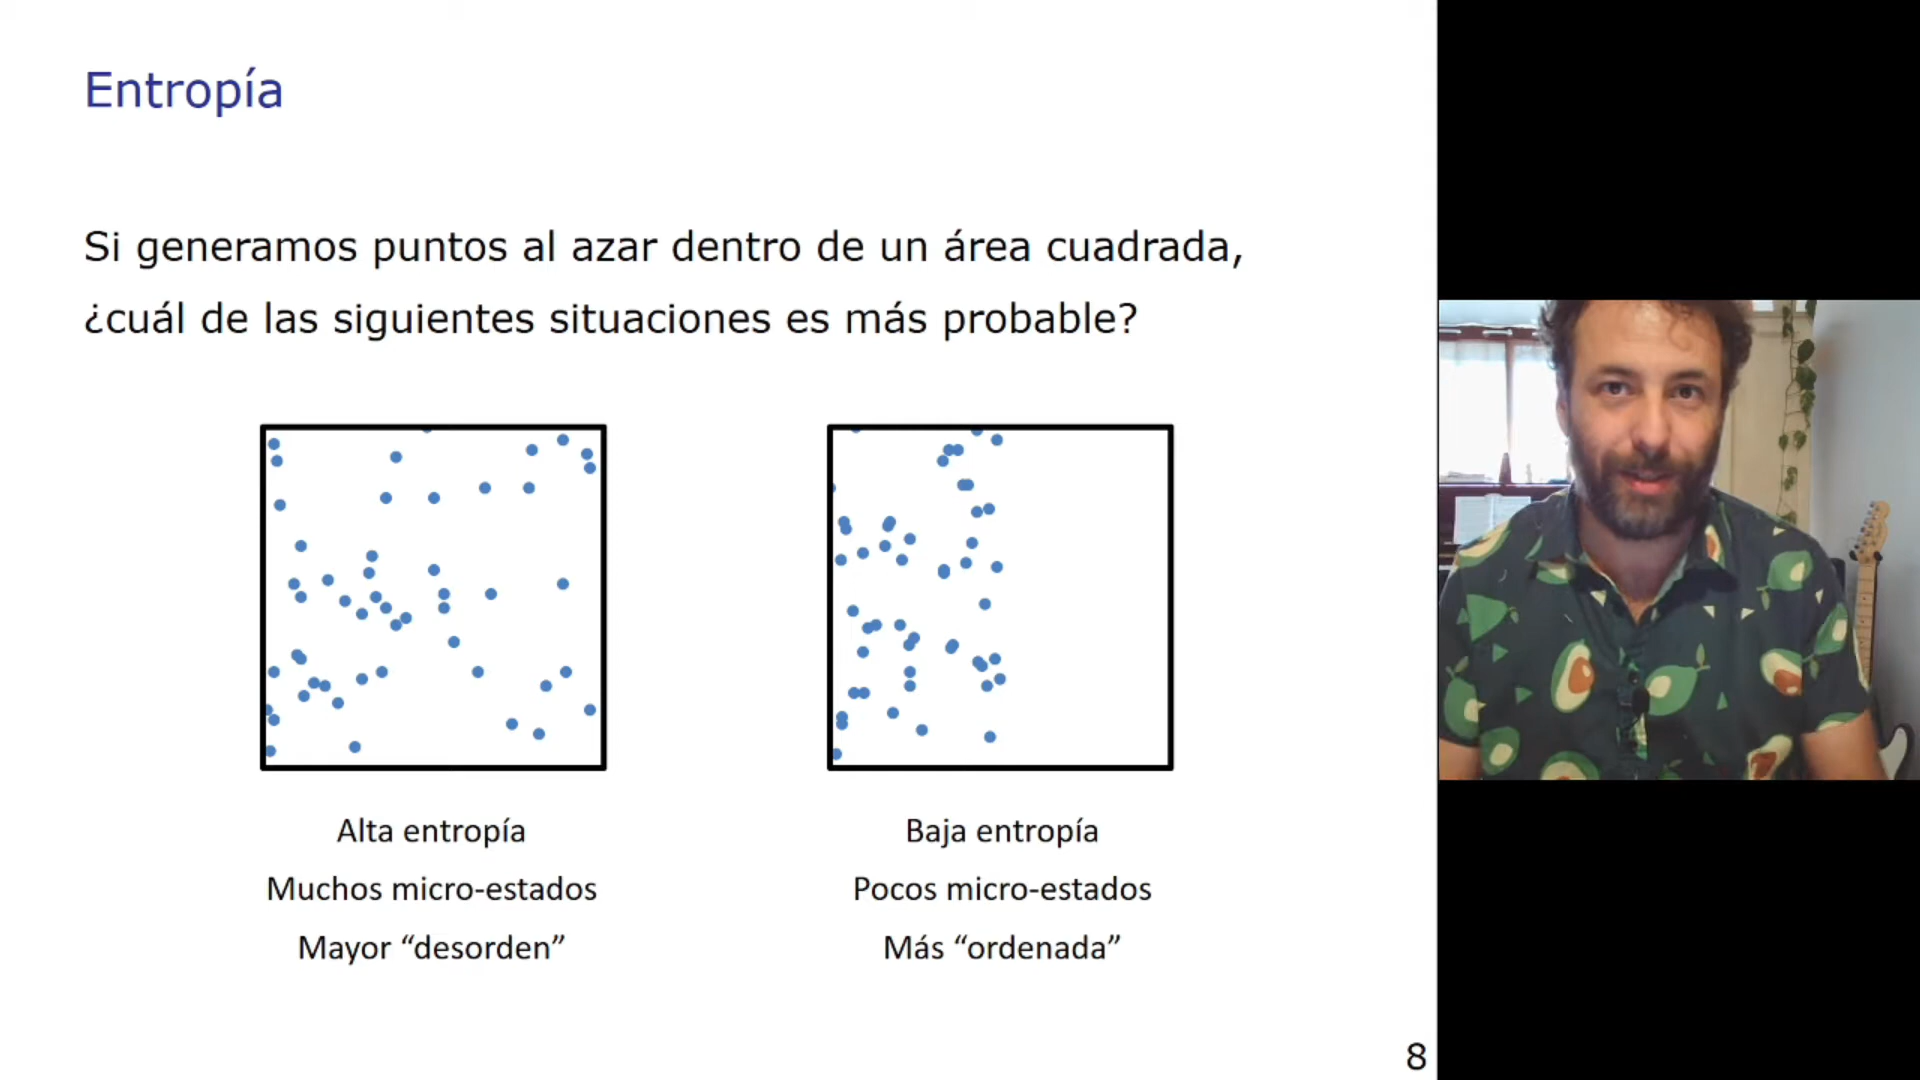 Entropía
Si generamos puntos al azar dentro de un área cuadrada,
¿cuál de las siguientes situaciones es más probable?
Alta entropía
Muchos micro-estados
Mayor “desorden”
Baja entropía
Pocos micro-estados
Más “ordenada”
8